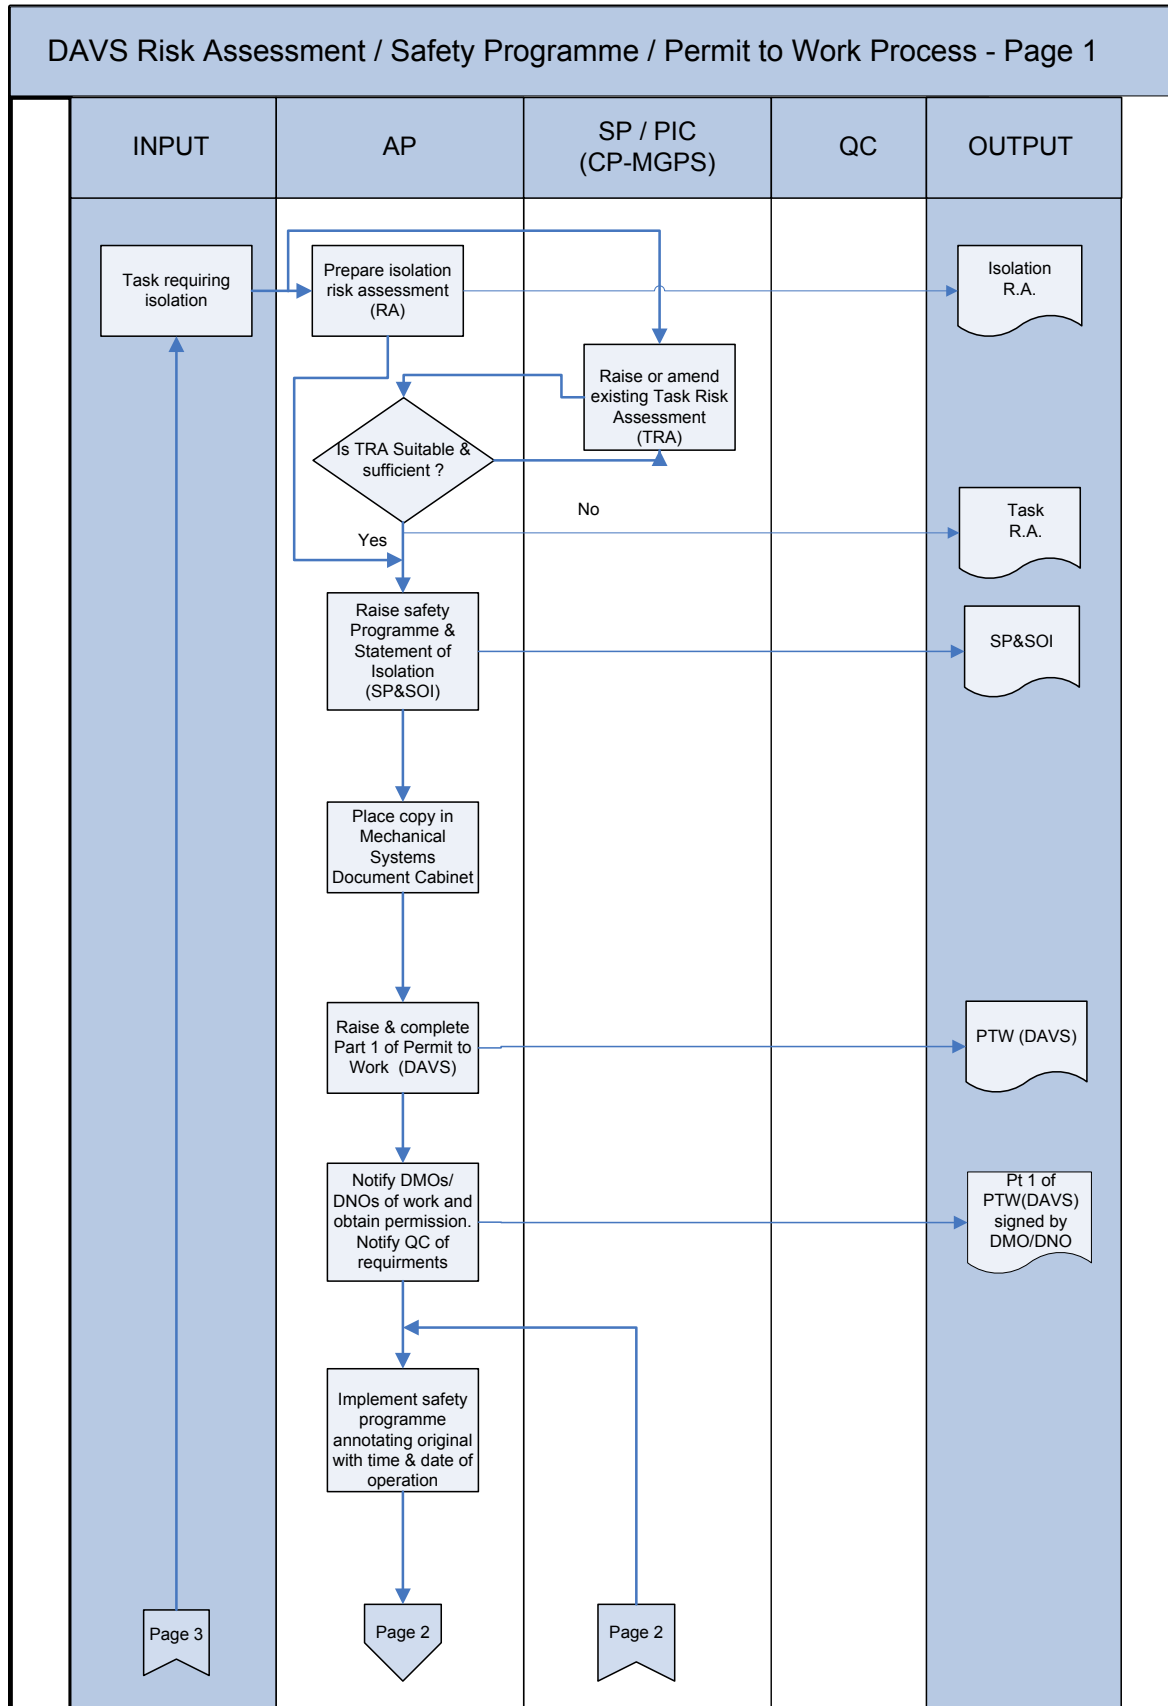 DAVS Risk Assessment / Safety Programme / Permit to Work Process - Page 1
INPUT
AP
SP / PIC
(CP-MGPS)
QC
OUTPUT
Task requiring
isolation
Prepare isolation
risk assessment
(RA)
Isolation
R.A.
Raise or amend
existing Task Risk
Assessment
(TRA)
Is TRA Suitable &
sufficient ?
No
Yes
Task
R.A.
Raise safety
Programme &
Statement of
Isolation
(SP&SOI)
SP&SOI
Place copy in
Mechanical
Systems
Document Cabinet
Raise & complete
Part 1 of Permit to
Work (DAVS)
PTW (DAVS)
Notify DMOs/
DNOs of work and
obtain permission.
Notify QC of
requirments
Pt 1 of
PTW(DAVS)
signed by
DMO/DNO
Implement safety
programme
annotating original
with time & date of
operation
Page 3
Page 2
Page 2